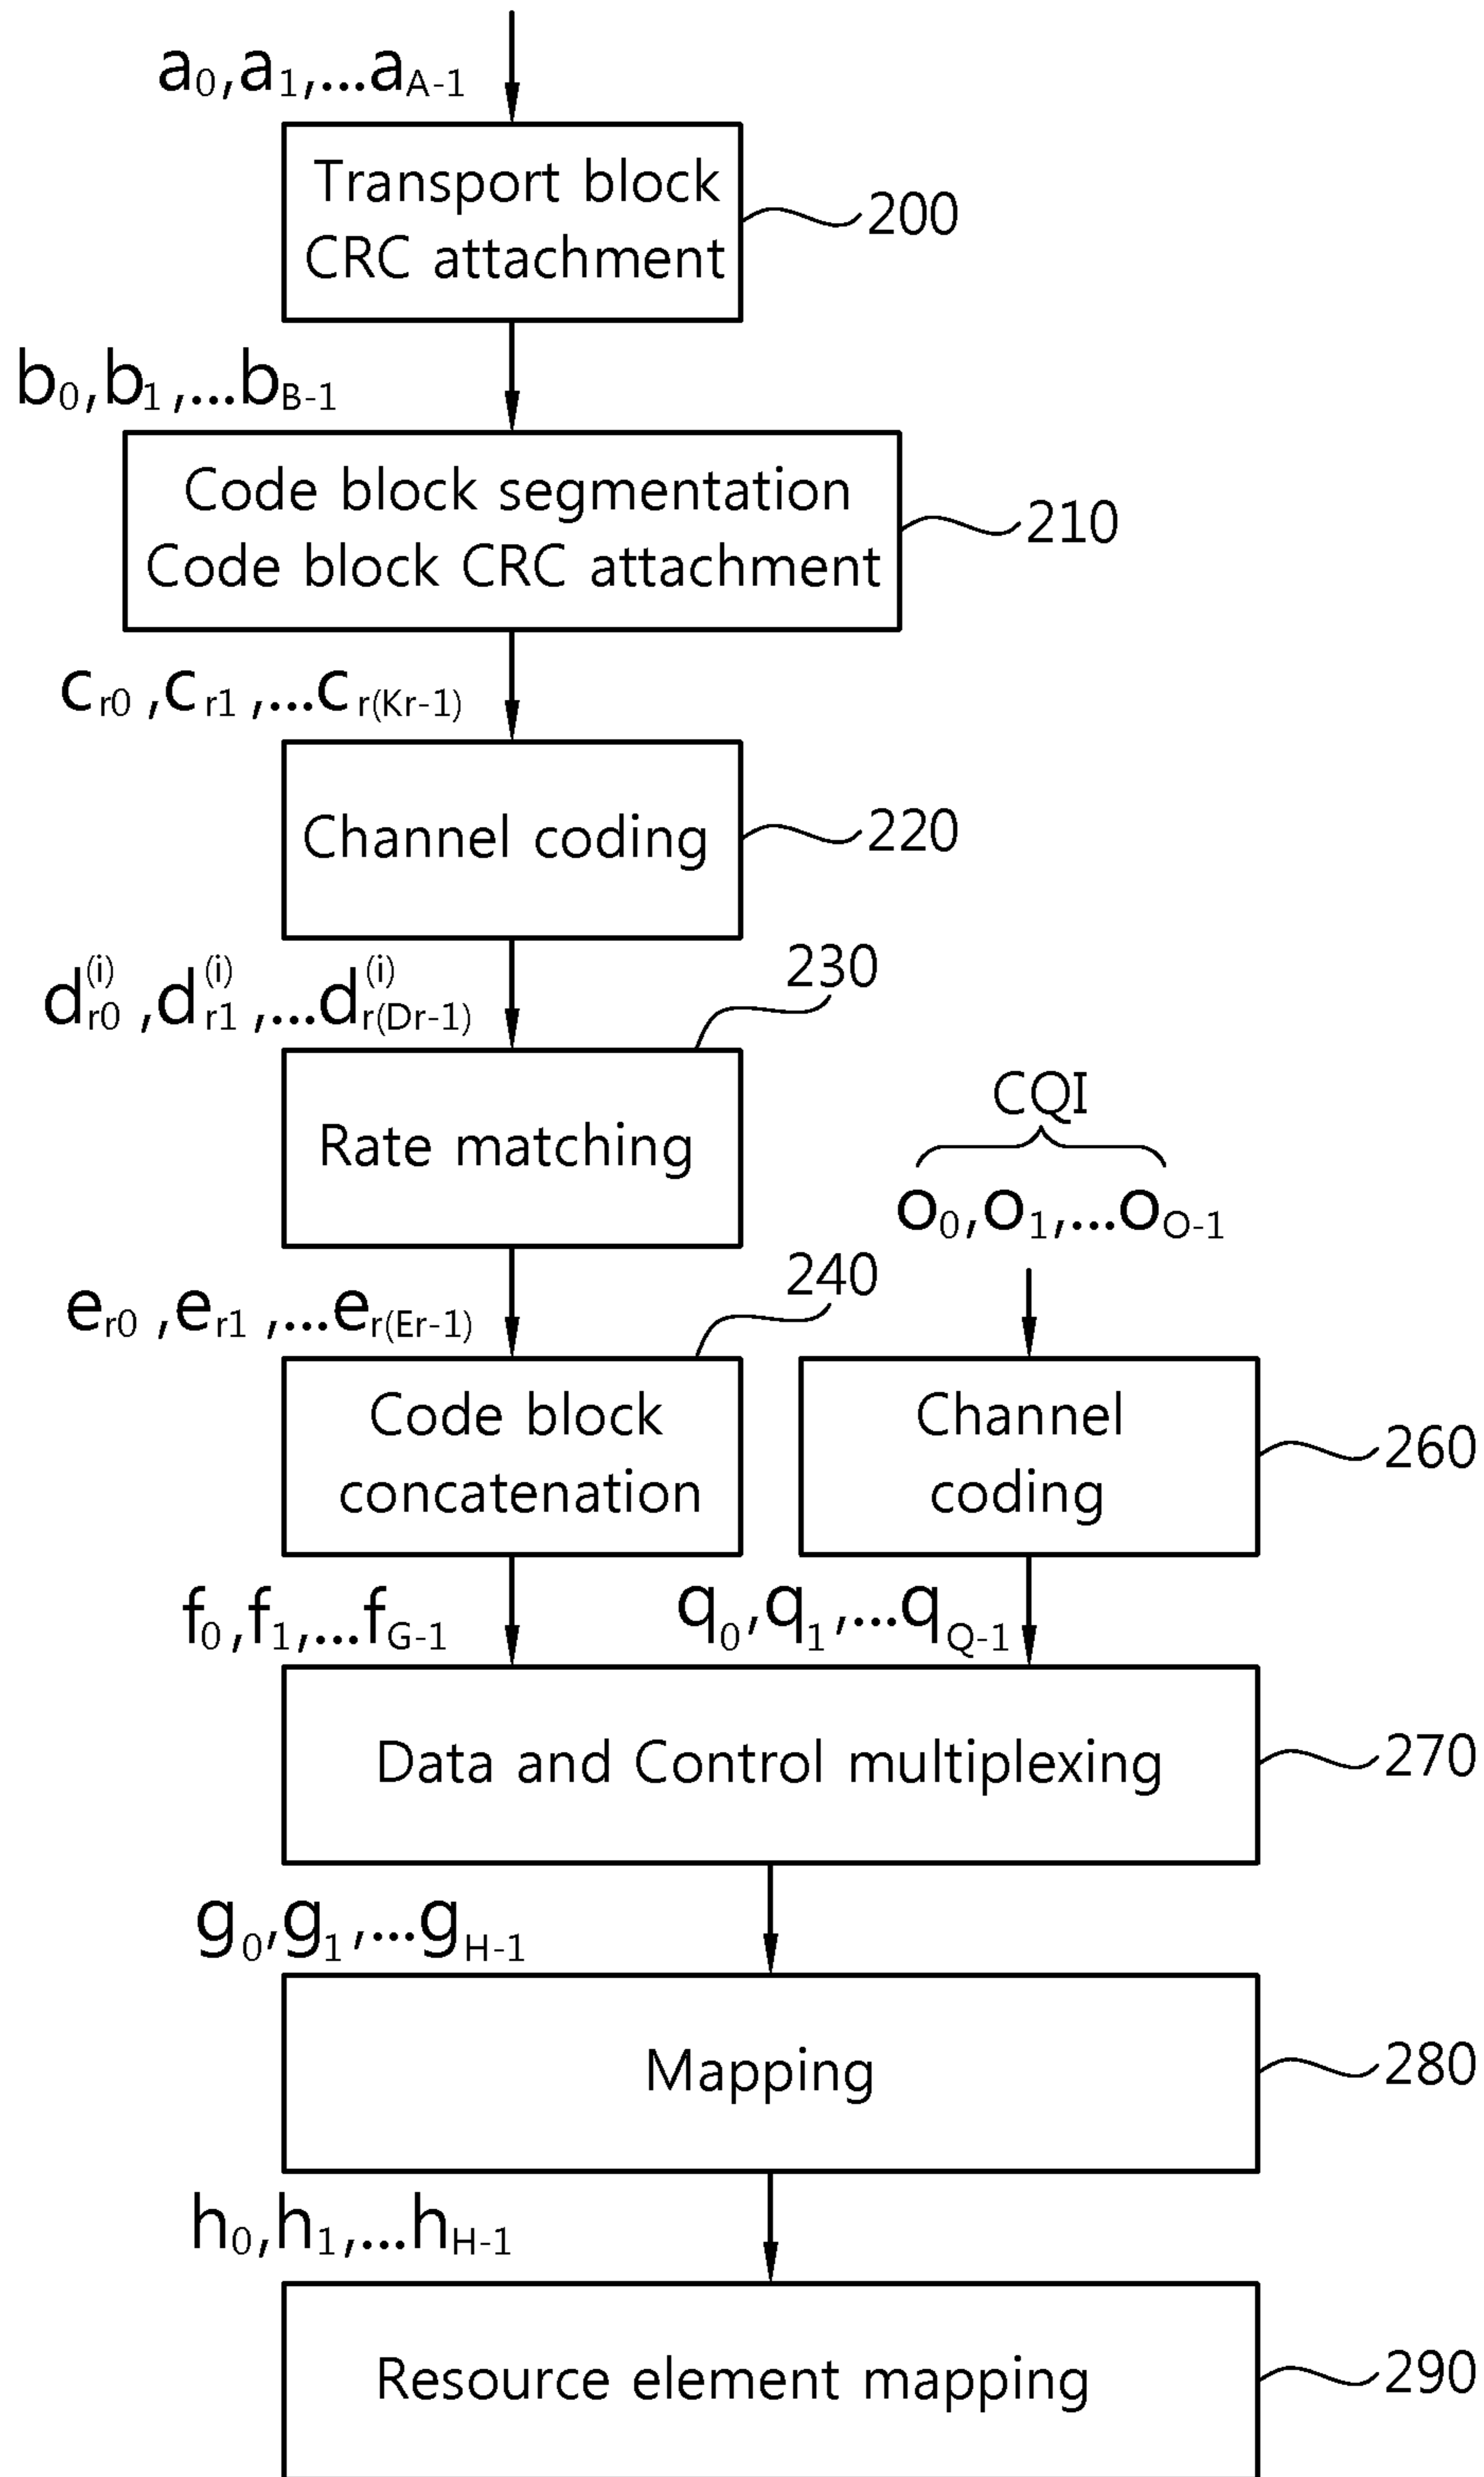 a0,a1,...aA-1
Transport block
CRC attachment
200
b0,b1,...bB-1
Code block segmentation
Code block CRC attachment
210
cr0,cr1,...cr(Kr-1)
Channel coding
220
dr0(i),dr1(i),...dr(Dr-1)(i)
230
Rate matching
CQI
o0,o1,...oO-1
er0,er1,...er(Er-1)
240
Code block
concatenation
Channel
coding
260
f0,f1,...fG-1
q0,q1,...qQ-1
Data and Control multiplexing
270
g0,g1,...gH-1
Mapping
280
h0,h1,...hH-1
Resource element mapping
290